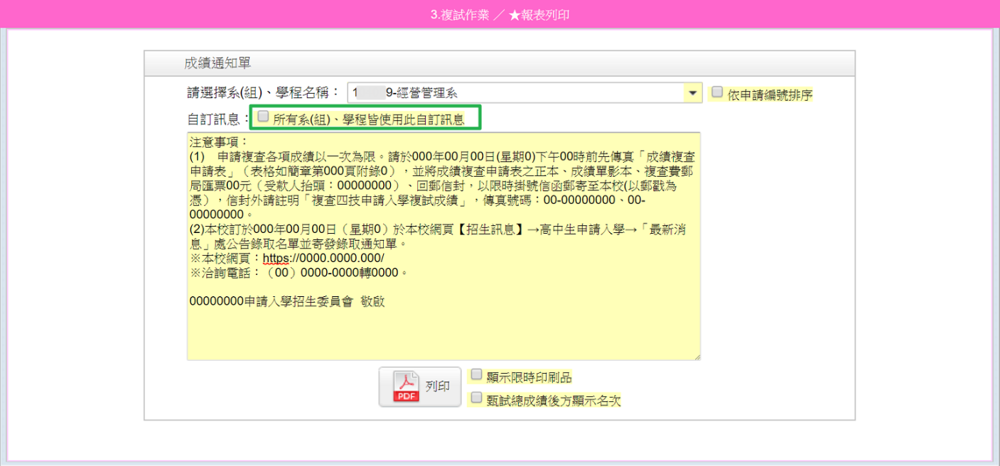 3.複試作業 ／ ★報表列印
成績通知單
請選擇系(組)、學程名稱： 1 9-經營管理系 依申請編號排序
自訂訊息： 所有系(組)、學程皆使用此自訂訊息
注意事項：
(1) 申請複查各項成績以一次為限。請於000年00月00日(星期0)下午00時前先傳真「成績複查
申請表」（表格如簡章第000頁附錄0），並將成績複查申請表之正本、成績單影本、複查費郵
局匯票00元（受款人抬頭：00000000）、回郵信封，以限時掛號信函郵寄至本校(以郵戳為
憑），信封外請註明「複查四技申請入學複試成績」，傳真號碼：00-00000000、00-
00000000。
(2)本校訂於000年00月00日（星期0）於本校網頁【招生訊息】→高中生申請入學→「最新消
息」處公告錄取名單並寄發錄取通知單。
※本校網頁：https://0000.0000.000/
※洽詢電話：（00）0000-0000轉0000。
00000000申請入學招生委員會 敬啟
PDF 列印 顯示限時印刷品
甄試總成績後方顯示名次